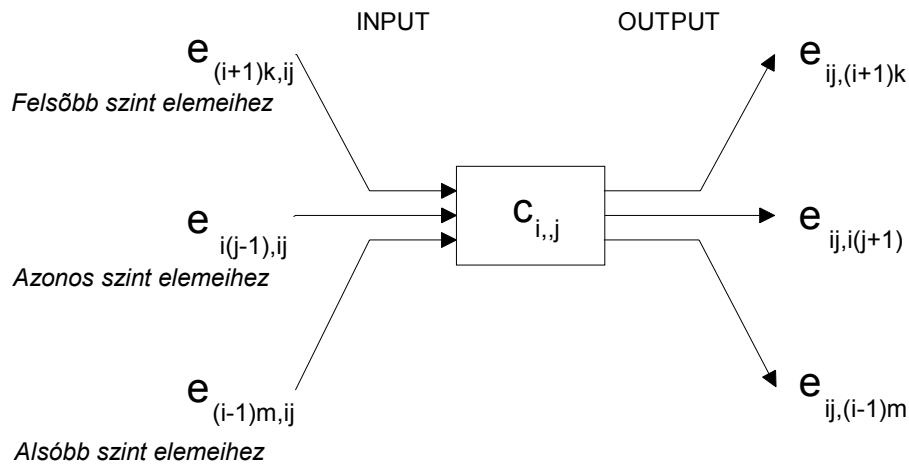 INPUT OUTPUT
e (i+1)k,ij
e ij,(i+1)k
Felsõbb szint elemeihez
c i,,j
e i(j-1),ij
e ij,i(j+1)
Azonos szint elemeihez
e (i-1)m,ij
e ij,(i-1)m
Alsóbb szint elemeihez